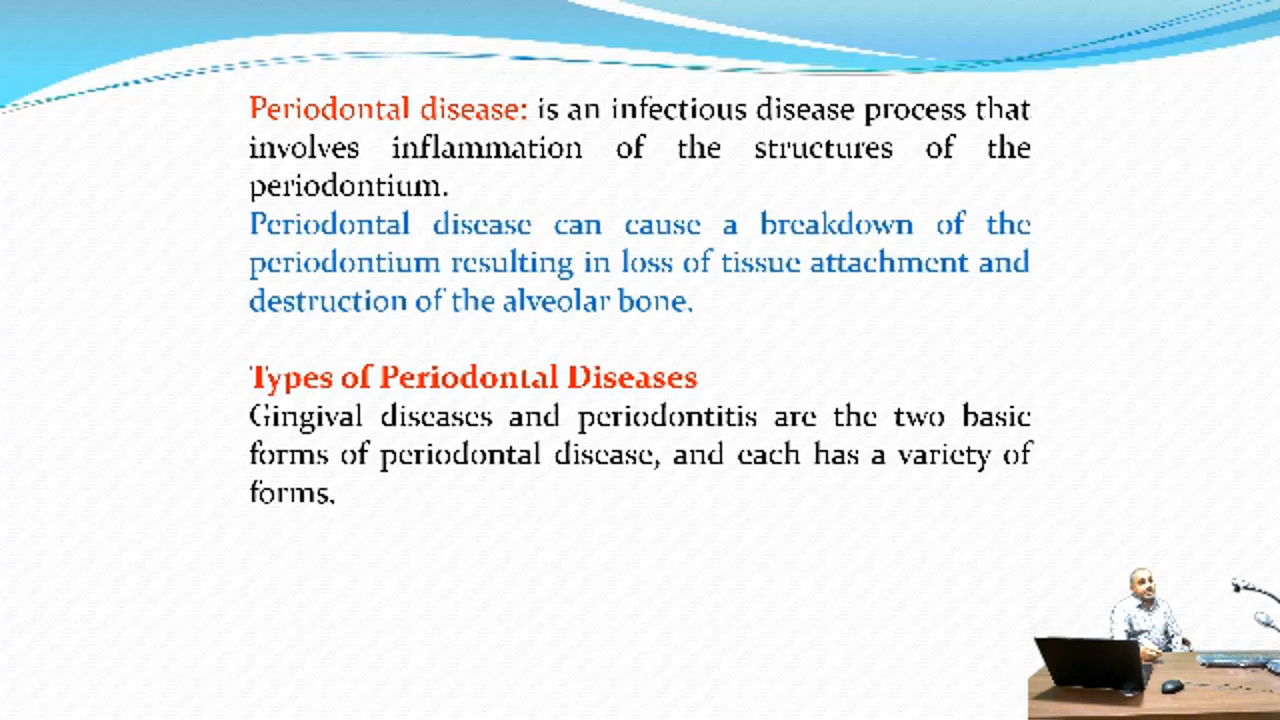 Periodontal disease: is an infectious disease process that
involves inflammation of the structures of the
periodontium.
Periodontal disease can cause a breakdown of the
periodontium resulting in loss of tissue attachment and
destruction of the alveolar bone.
Types of Periodontal Diseases
Gingival diseases and periodontitis are the two basic
forms of periodontal disease, and each has a variety of
forms.